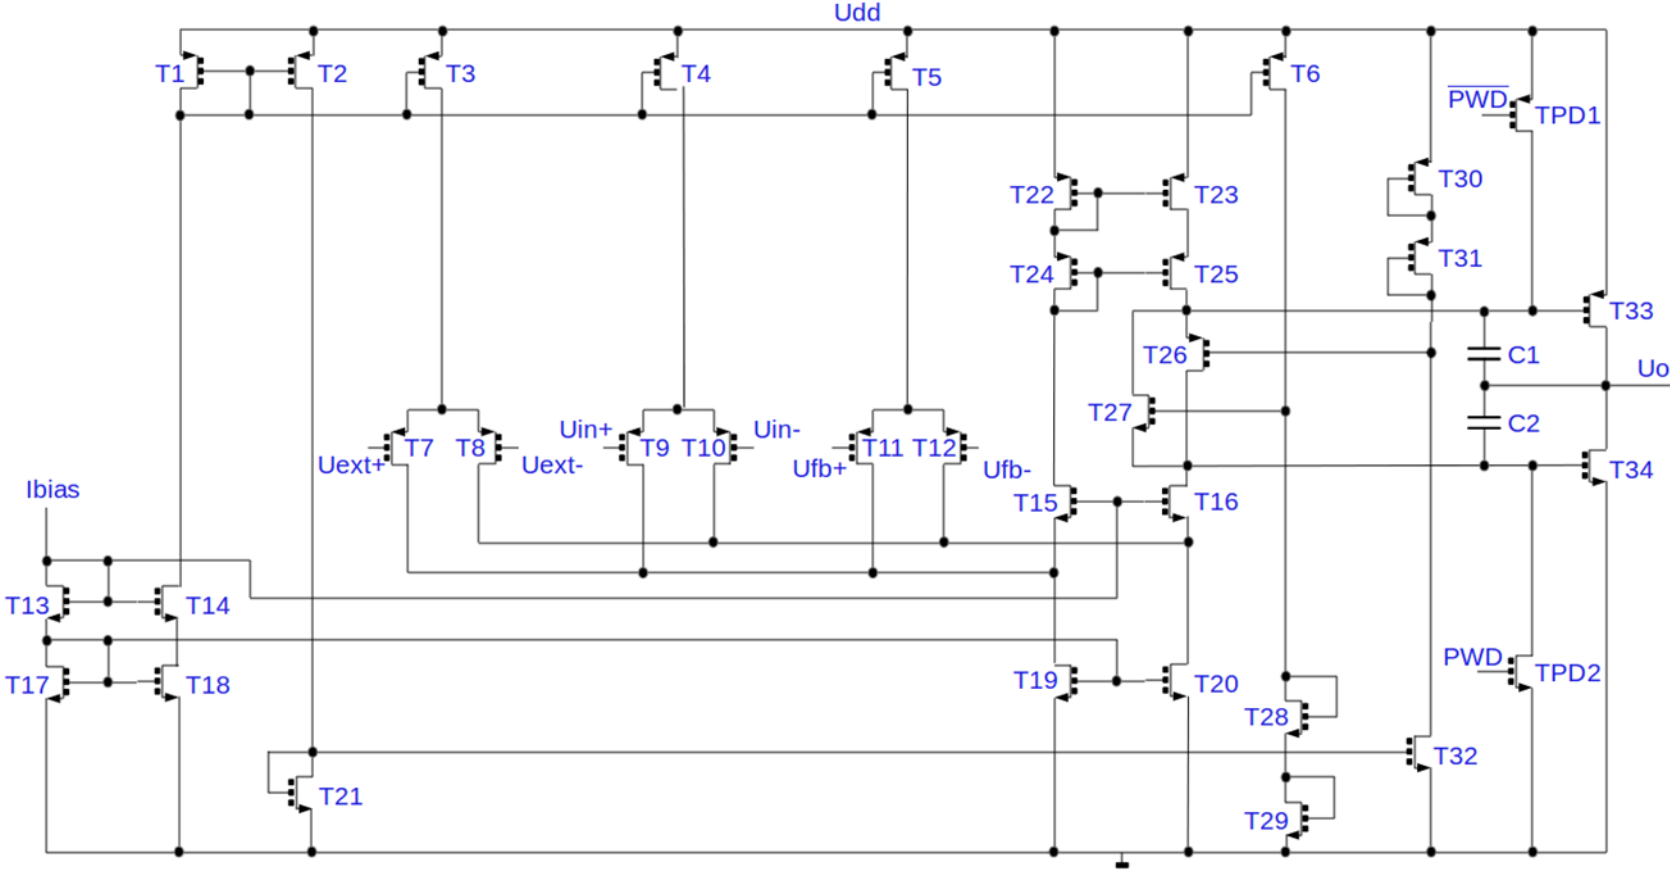 Udd
T1 T2 T3 T4 T5 T6
PWD TPD1
T30
T22 T23
T31
T24 T25
T33
T26 C1
Uo
T27 C2
Uin+ Uin-
T7 T8 T9 T10 T11 T12
Uext+ Uext- Ufb+ Ufb-
T34
Ibias
T15 T16
T13 T14
PWD TPD2
T17 T18 T19 T20
T28
T32
T21
T29